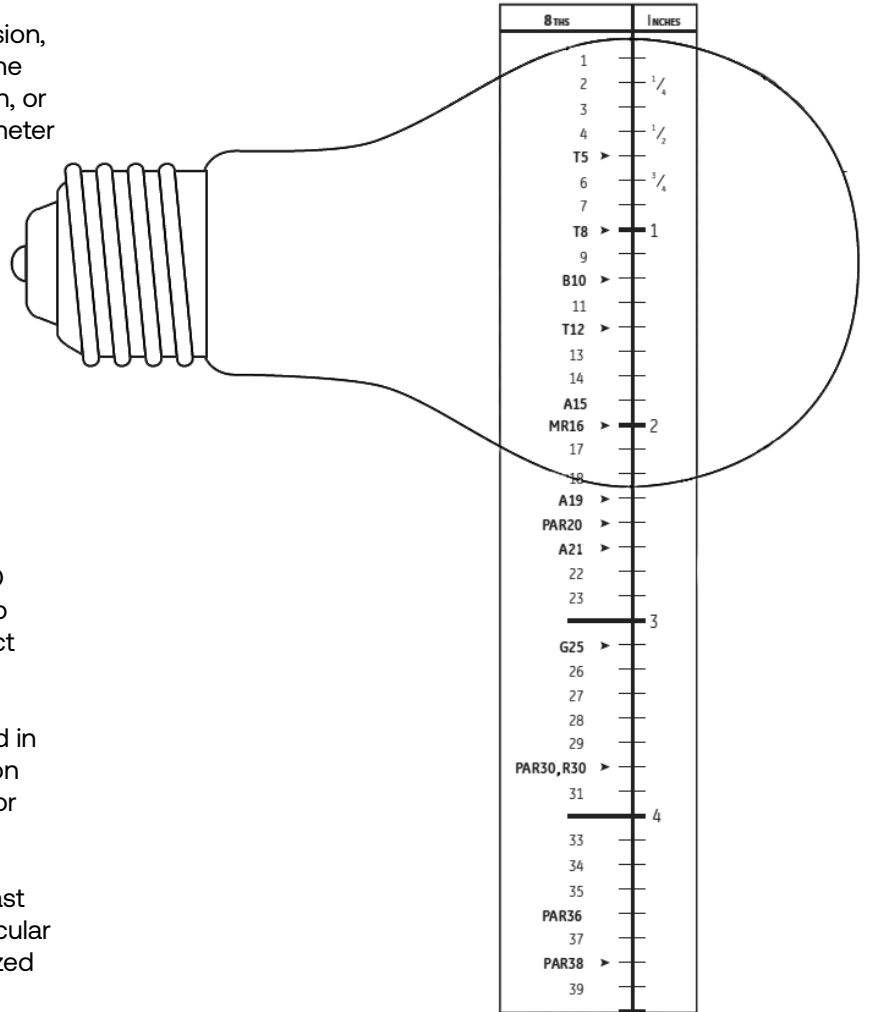 sion,
ne
n, or
neter
o
ct
d in
on
or
ast
cular
zed
8THS INCHES
1
2 1/4
3
4 1/2
T5
6 3/4
7
T8 1
9
B10
11
T12
13
14
A15
MR16 2
17
18
A19
PAR20
A21
22
23
3
G25
26
27
28
29
PAR30,R30
31
4
33
34
35
PAR36
37
PAR38
39